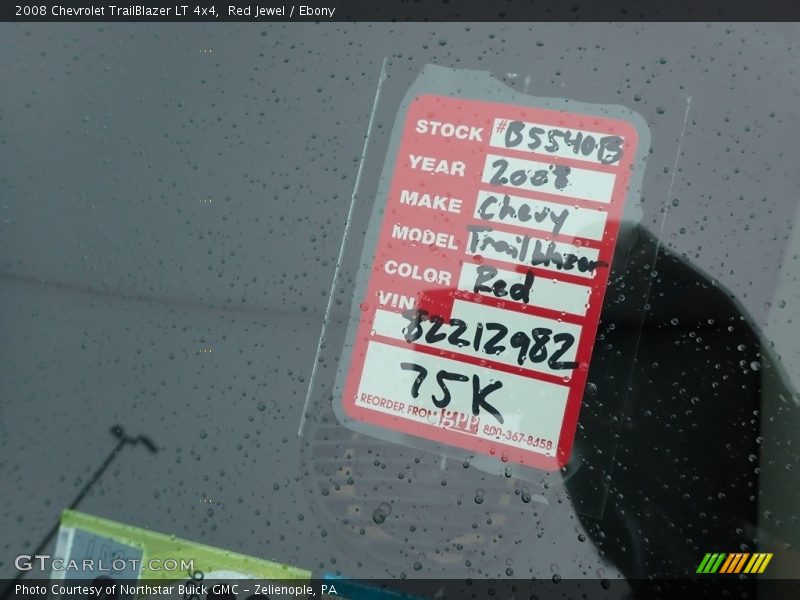 2008 Chevrolet TrailBlazer LT 4x4, Red Jewel / Ebony
STOCK #B5540B
YEAR 2008
MAKE Chevy
MODEL Trailblazer
COLOR Red
VIN
82212982
75K
REORDER FROM gpp 800-367-8458
GTCARLOT.COM
Photo Courtesy of Northstar Buick GMC - Zelienople, PA